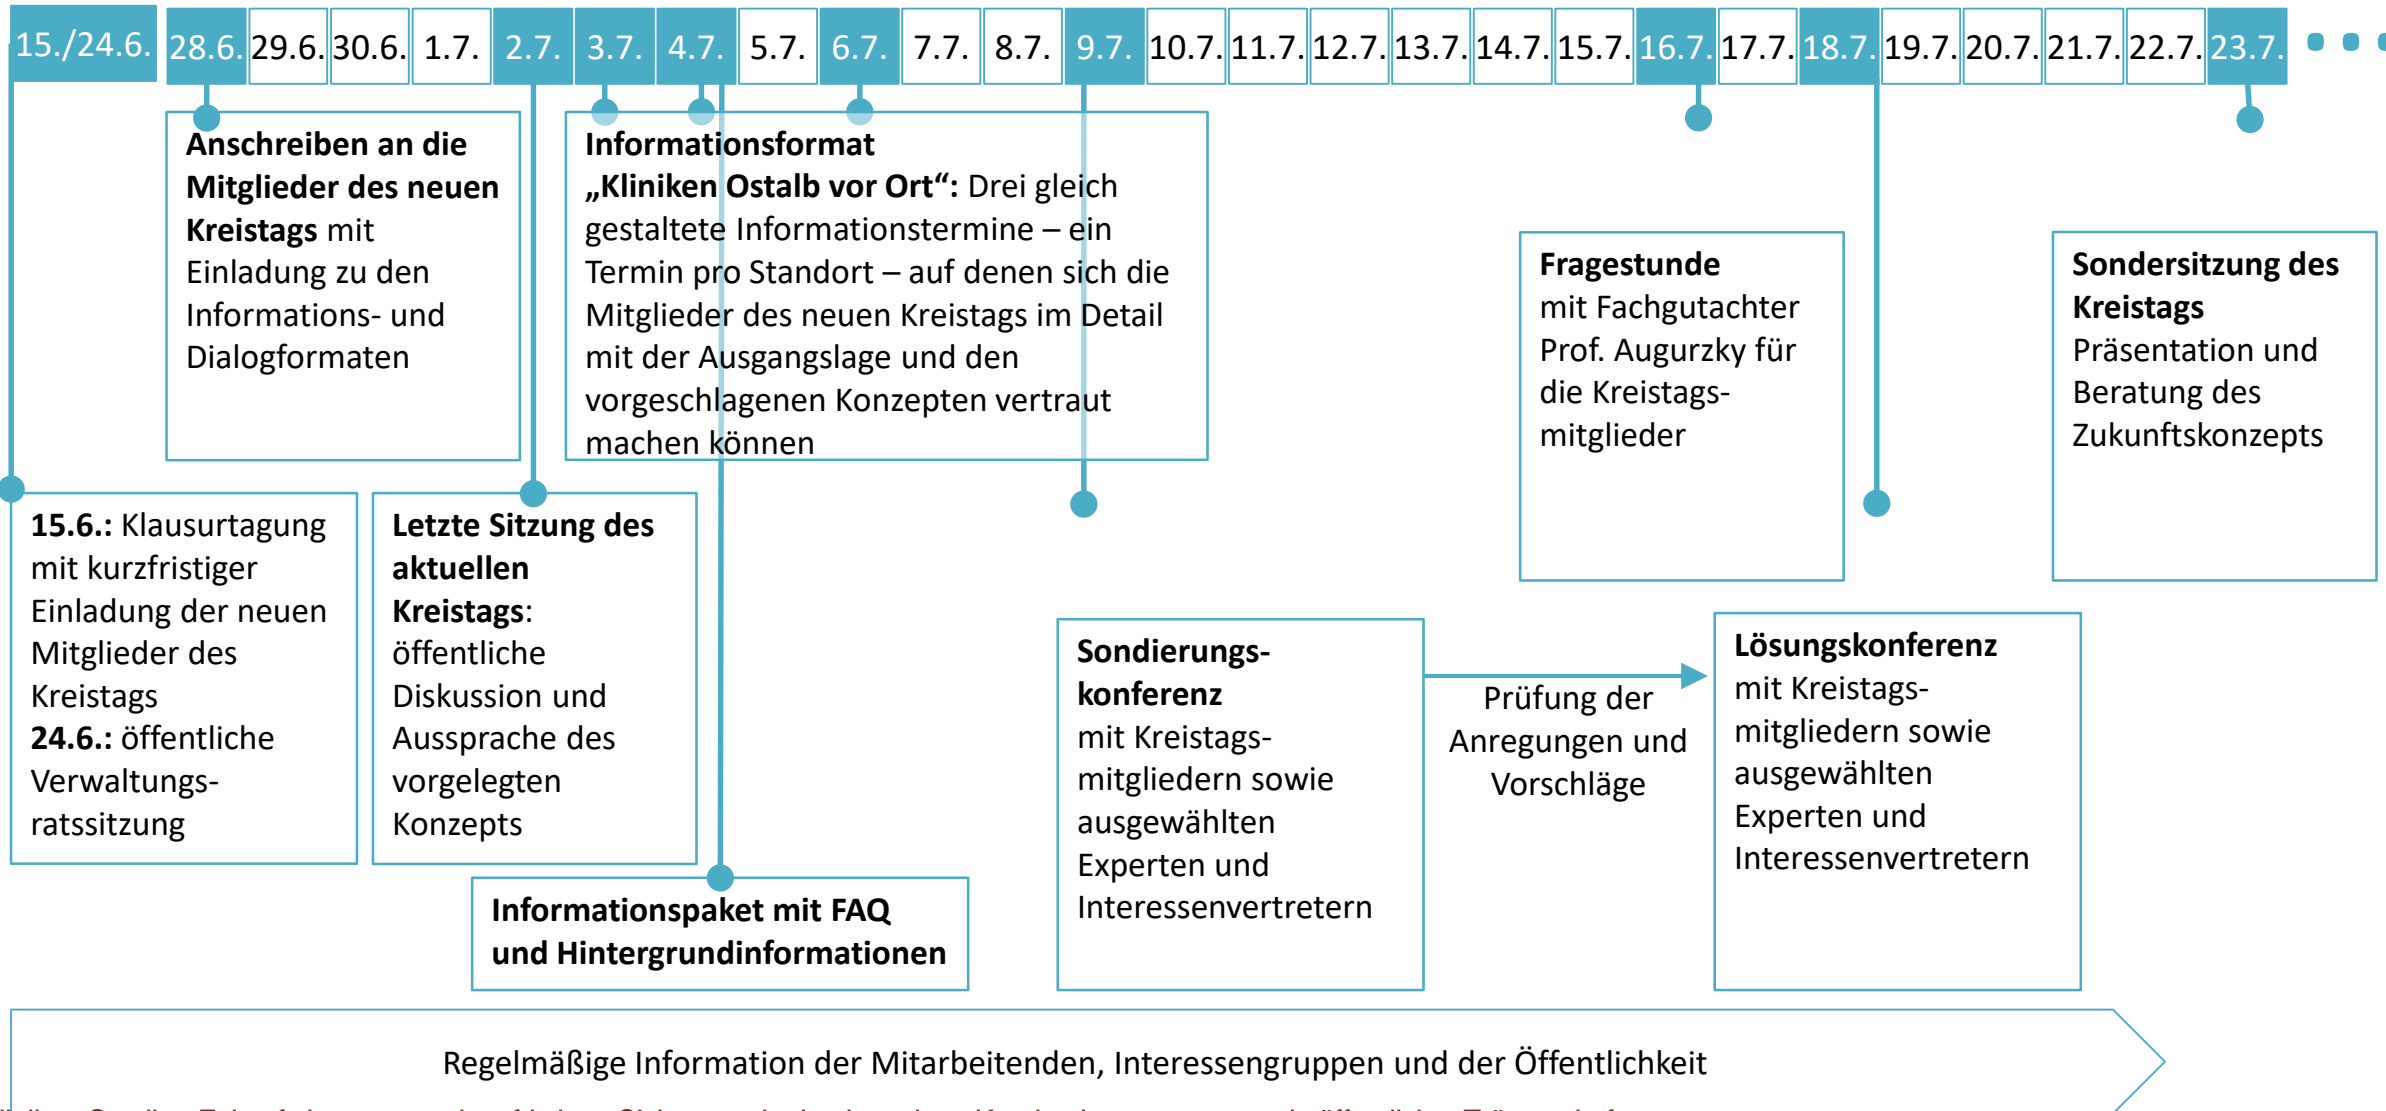 15./24.6. 28.6. 29.6. 30.6. 1.7. 2.7. 3.7. 4.7. 5.7. 6.7. 7.7. 8.7. 9.7. 10.7. 11.7. 12.7. 13.7. 14.7. 15.7. 16.7. 17.7. 18.7. 19.7. 20.7. 21.7. 22.7. 23.7.
Anschreiben an die
Mitglieder des neuen
Kreistags mit
Einladung zu den
Informations- und
Dialogformaten
Informationsformat
„Kliniken Ostalb vor Ort“: Drei gleich
gestaltete Informationstermine – ein
Termin pro Standort – auf denen sich die
Mitglieder des neuen Kreistags im Detail
mit der Ausgangslage und den
vorgeschlagenen Konzepten vertraut
machen können
Fragestunde
mit Fachgutachter
Prof. Augurzky für
die Kreistags-
mitglieder
Sondersitzung des
Kreistags
Präsentation und
Beratung des
Zukunftskonzepts
15.6.: Klausurtagung
mit kurzfristiger
Einladung der neuen
Mitglieder des
Kreistags
24.6.: öffentliche
Verwaltungs-
ratssitzung
Letzte Sitzung des
aktuellen
Kreistags:
öffentliche
Diskussion und
Aussprache des
vorgelegten
Konzepts
Informationspaket mit FAQ
und Hintergrundinformationen
Sondierungs-
konferenz
mit Kreistags-
mitgliedern sowie
ausgewählten
Experten und
Interessenvertretern
Prüfung der
Anregungen und
Vorschläge
Lösungskonferenz
mit Kreistags-
mitgliedern sowie
ausgewählten
Experten und
Interessenvertretern
Regelmäßige Information der Mitarbeitenden, Interessengruppen und der Öffentlichkeit